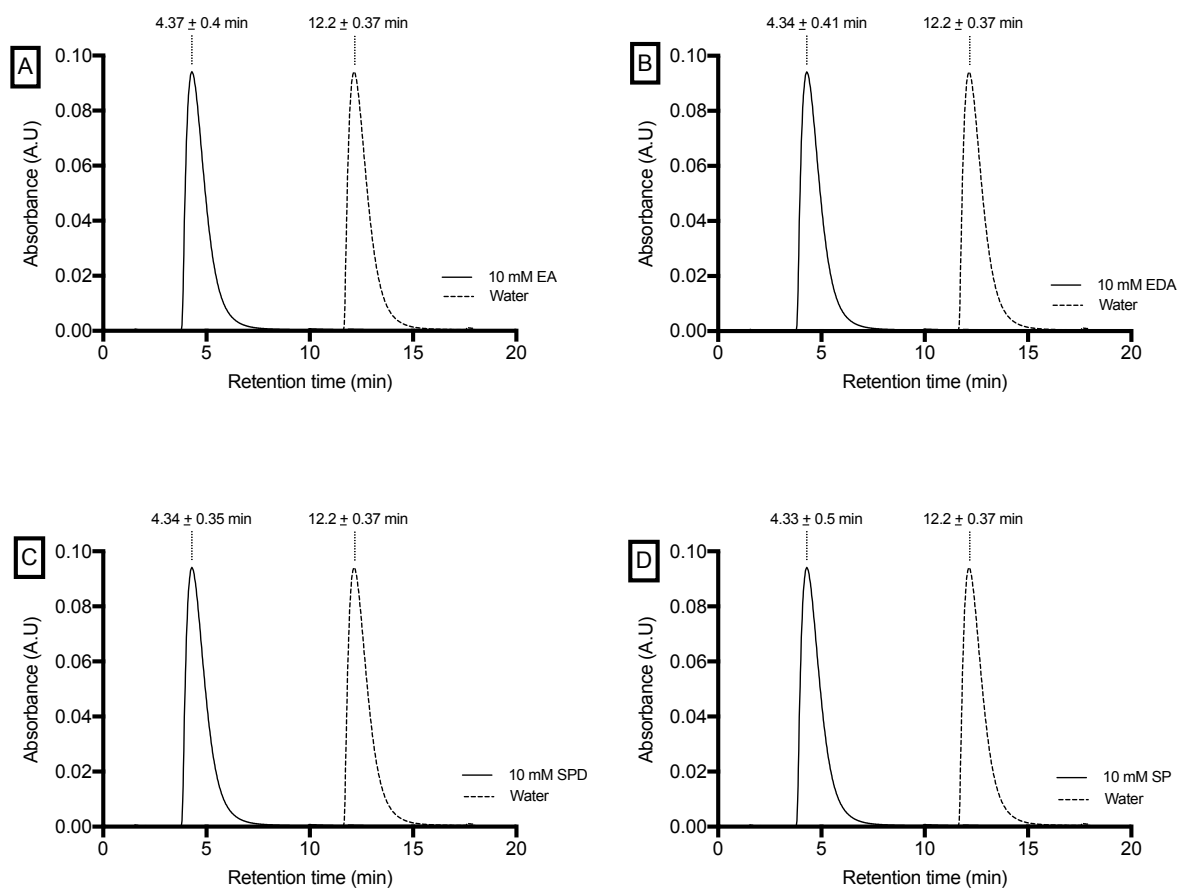 4.37 ± 0.4 min 12.2 ± 0.37 min
A
0.10
0.08
0.06
0.04
0.02
0.00
Absorbance (A.U)
10 mM EA
Water
0 5 10 15 20
Retention time (min)
4.34 ± 0.41 min 12.2 ± 0.37 min
B
0.10
0.08
0.06
0.04
0.02
0.00
Absorbance (A.U)
10 mM EDA
Water
0 5 10 15 20
Retention time (min)
4.34 ± 0.35 min 12.2 ± 0.37 min
C
0.10
0.08
0.06
0.04
0.02
0.00
Absorbance (A.U)
10 mM SPD
Water
0 5 10 15 20
Retention time (min)
4.33 ± 0.5 min 12.2 ± 0.37 min
D
0.10
0.08
0.06
0.04
0.02
0.00
Absorbance (A.U)
10 mM SP
Water
0 5 10 15 20
Retention time (min)